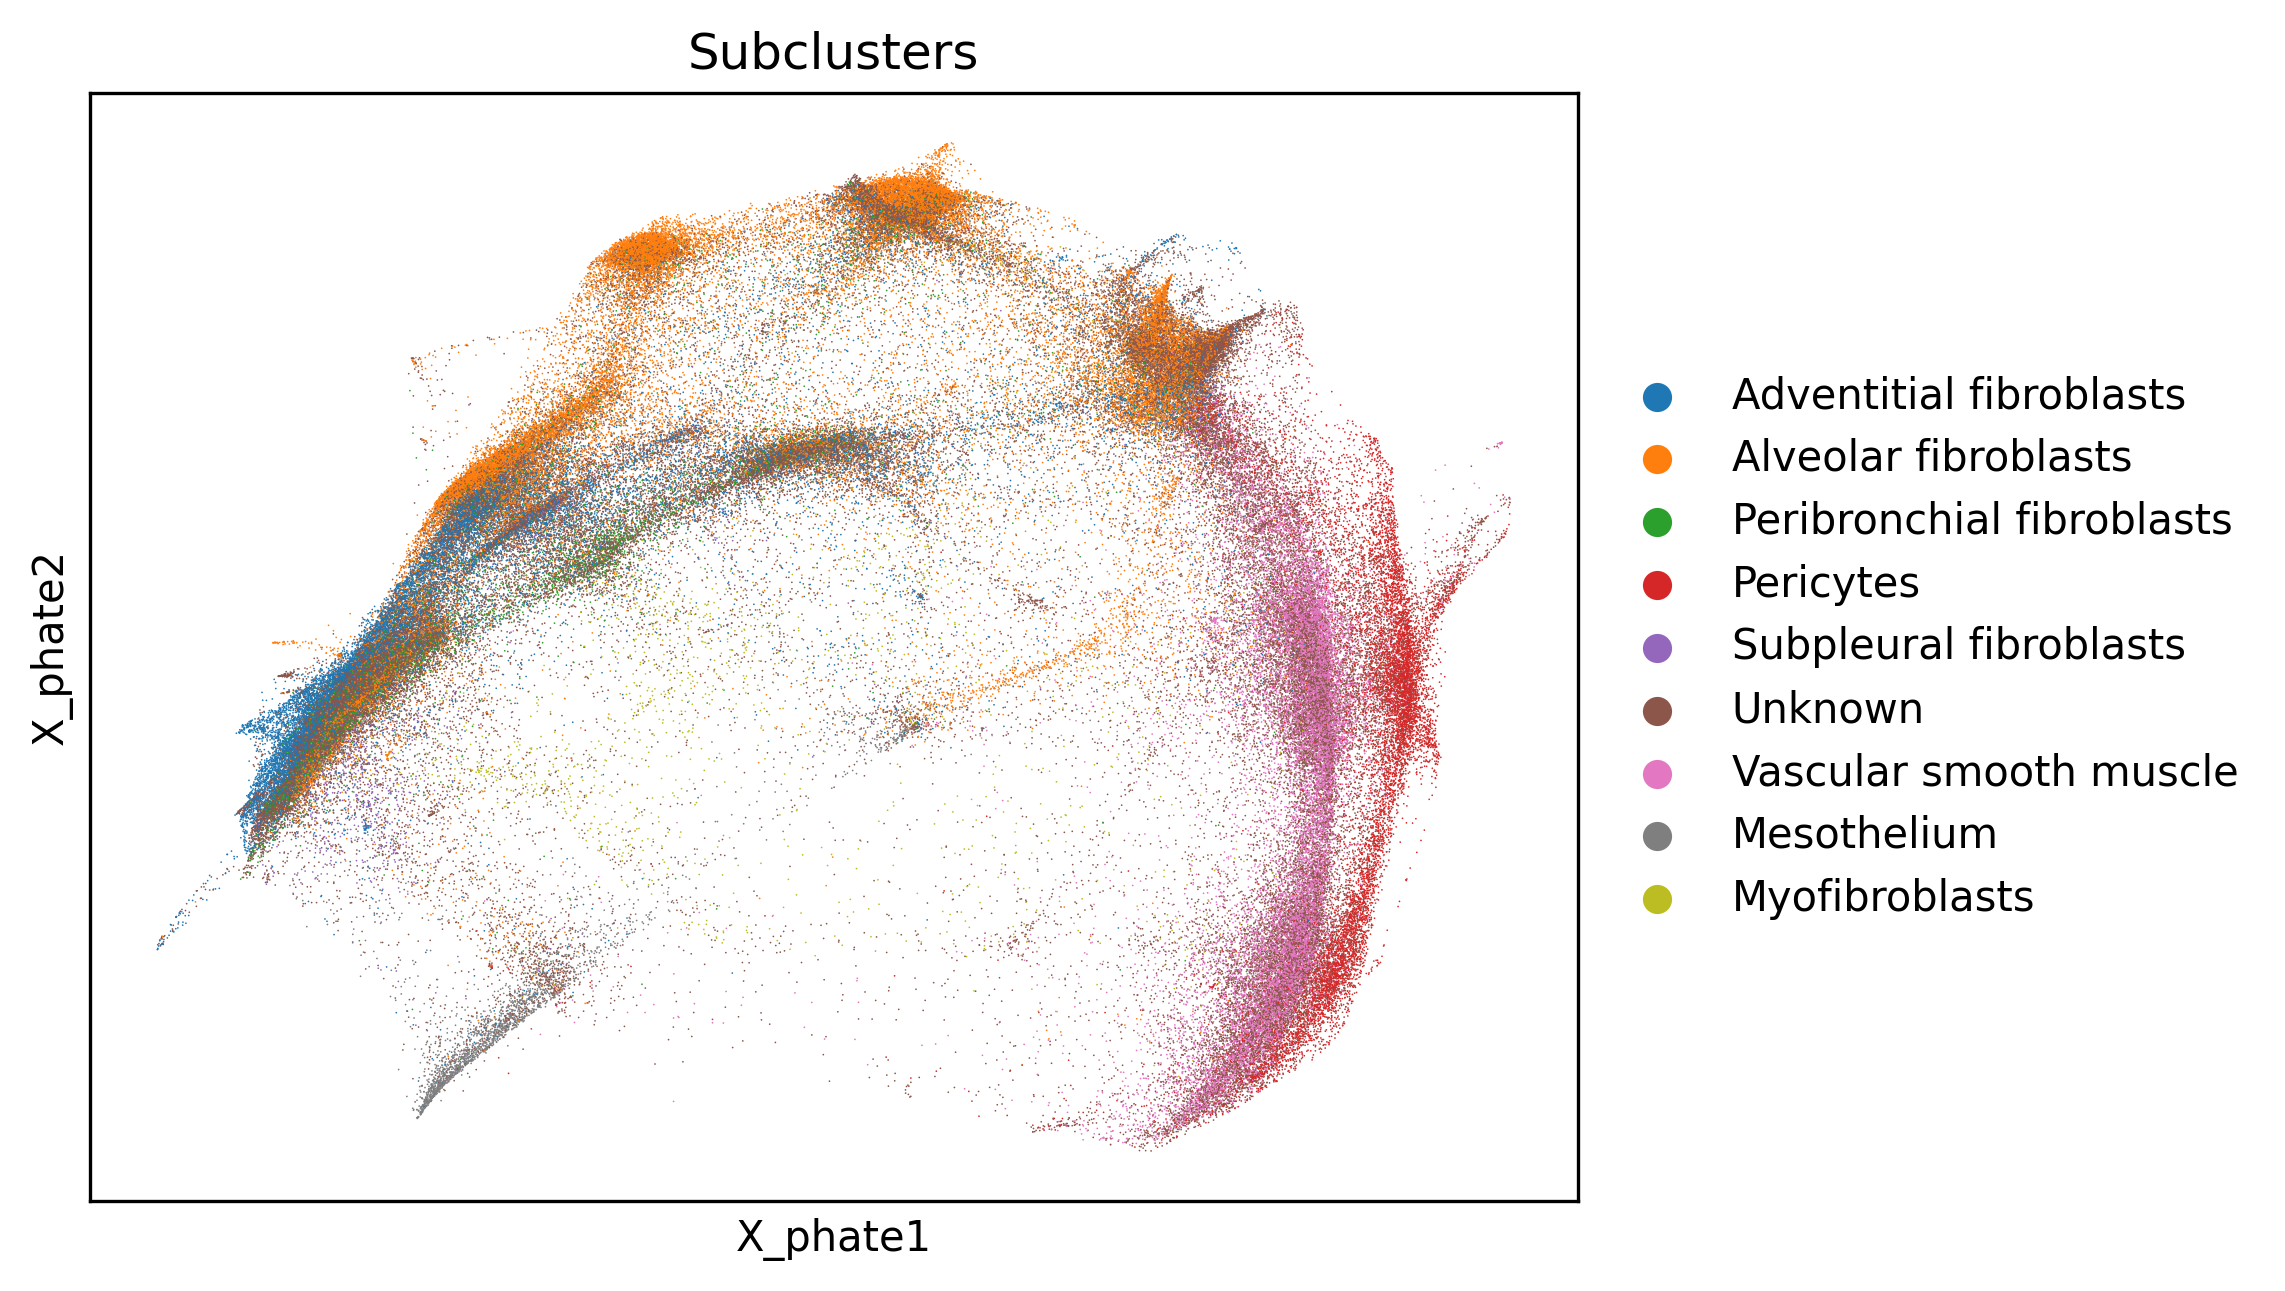 Subclusters
X_phate2
X_phate1
Adventitial fibroblasts
Alveolar fibroblasts
Peribronchial fibroblasts
Pericytes
Subpleural fibroblasts
Unknown
Vascular smooth muscle
Mesothelium
Myofibroblasts